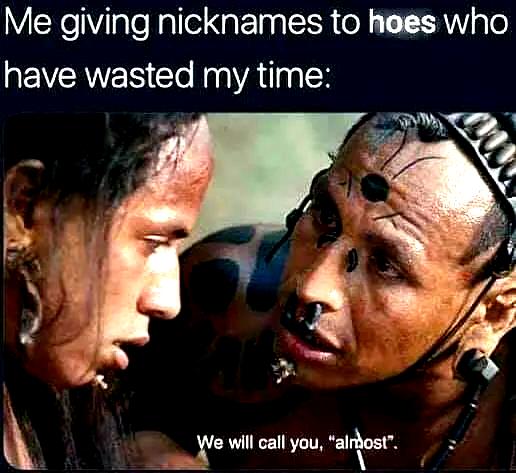 Me giving nicknames to hoes who
have wasted my time:
We will call you, "almost".